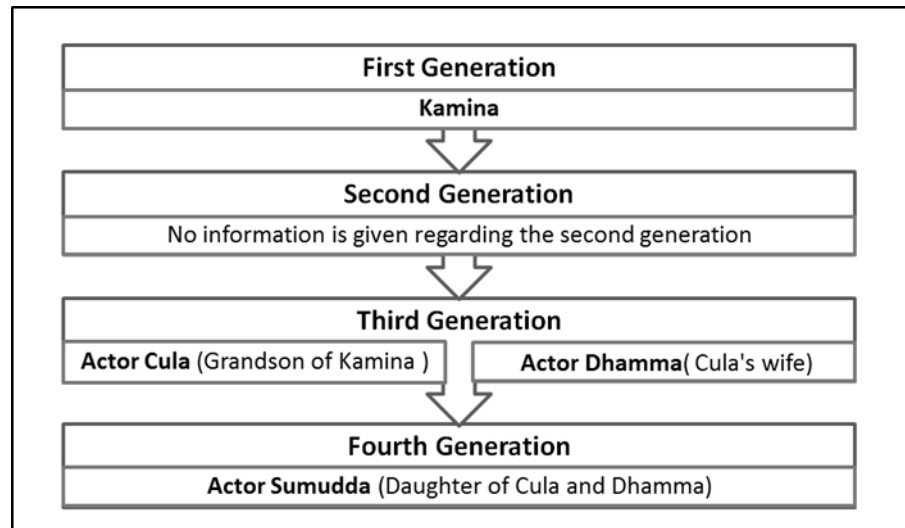 First Generation
Kamina
Second Generation
No information is given regarding the second generation
Third Generation
Actor Cula (Grandson of Kamina )
Actor Dhamma( Cula's wife)
Fourth Generation
Actor Sumudda (Daughter of Cula and Dhamma)